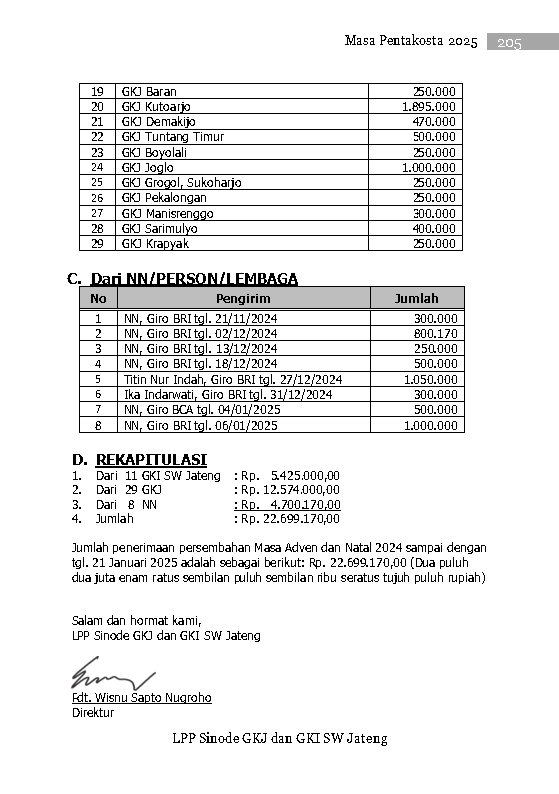 Masa Pentakosta 2025 205
19 GKJ Baran 250.000
20 GKJ Kutoarjo 1.895.000
21 GKJ Demakijo 470.000
22 GKJ Tuntang Timur 500.000
23 GKJ Boyolali 250.000
24 GKJ Joglo 1.000.000
25 GKJ Grogol, Sukoharjo 250.000
26 GKJ Pekalongan 250.000
27 GKJ Manisrenggo 300.000
28 GKJ Sarimulyo 400.000
29 GKJ Krapyak 250.000
C. Dari NN/PERSON/LEMBAGA
No Pengirim Jumlah
1 NN, Giro BRI tgl. 21/11/2024 300.000
2 NN, Giro BRI tgl. 02/12/2024 800.170
3 NN, Giro BRI tgl. 13/12/2024 250.000
4 NN, Giro BRI tgl. 18/12/2024 500.000
5 Titin Nur Indah, Giro BRI tgl. 27/12/2024 1.050.000
6 Ika Indarwati, Giro BRI tgl. 31/12/2024 300.000
7 NN, Giro BCA tgl. 04/01/2025 500.000
8 NN, Giro BRI tgl. 06/01/2025 1.000.000
D. REKAPITULASI
1. Dari 11 GKI SW Jateng : Rp. 5.425.000,00
2. Dari 29 GKJ : Rp. 12.574.000,00
3. Dari 8 NN : Rp. 4.700.170,00
4. Jumlah : Rp. 22.699.170,00
Jumlah penerimaan persembahan Masa Adven dan Natal 2024 sampai dengan
tgl. 21 Januari 2025 adalah sebagai berikut: Rp. 22.699.170,00 (Dua puluh
dua juta enam ratus sembilan puluh sembilan ribu seratus tujuh puluh rupiah)
Salam dan hormat kami,
LPP Sinode GKJ dan GKI SW Jateng
Pdt. Wisnu Sapto Nugroho
Direktur
LPP Sinode GKJ dan GKI SW Jateng